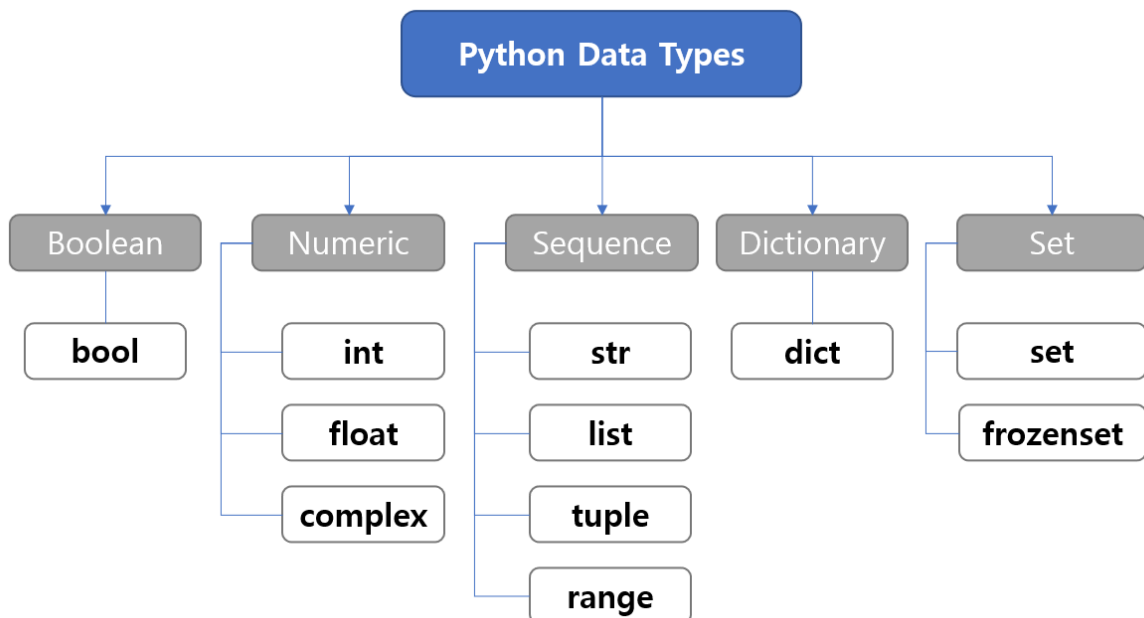 Python Data Types
Boolean
Numeric
Sequence
Dictionary
Set
bool
int
str
dict
set
float
list
frozenset
complex
tuple
range